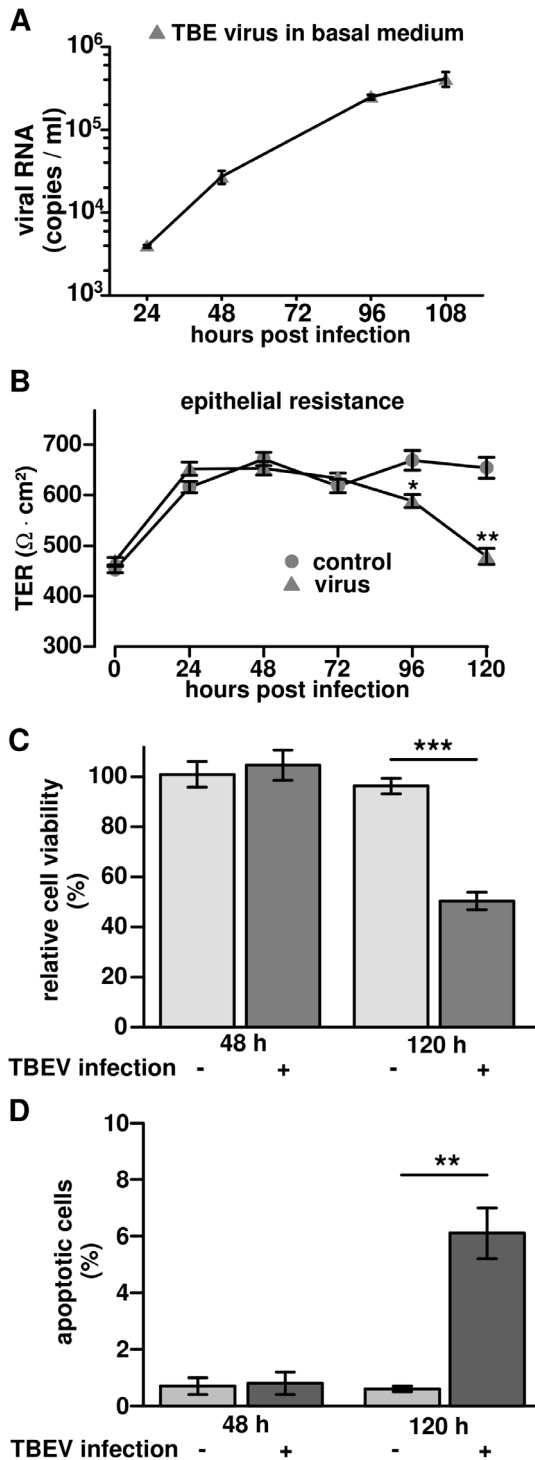 A
TBE virus in basal medium
viral RNA
(copies / ml)
10⁶
10⁵
10⁴
10³
24 48 72 96 108
hours post infection
B
epithelial resistance
TER (Ω · cm²)
700
600
500
400
300
*
**
control
virus
0 24 48 72 96 120
hours post infection
C
relative cell viability
(%)
100
80
60
40
20
0
***
48 h 120 h
TBEV infection - + - +
D
apoptotic cells
(%)
10
8
6
4
2
0
**
48 h 120 h
TBEV infection - + - +